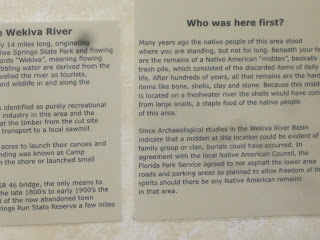 e Wekiva River
y 14 miles long, originating
iwa Springs State Park and flowing
ords "Wekiva", meaning flowing
bbling water are derived from the
velled the river as tourists,
and wildlife in and along the
s identified as purely recreational
industry in this area and the
at the timber from the cut site
transport to a local sawmill.
acres to launch their canoes and
nding was known as Camp
n the shore or launched small
SR 46 bridge, the only means to
the late 1800's to early 1900's the
t of the now abandoned town
rings Run State Reserve a few miles
Who was here first?
Many years ago the native people of this area stood
where you are standing, but not for long. Beneath your fe
are the remains of a Native American "midden", basically
trash pile, which consisted of the discarded items of daily
life. After hundreds of years, all that remains are the hard
items like bone, shells, clay and stone. Because this midd
is located on a freshwater river the shells would have com
from large snails, a staple food of the native people
of this area.
Since Archaeological studies in the Wekiva River Basin
indicate that a midden at this location could be evident of
family group or clan, burials could have occurred. In
agreement with the local Native American Council, the
Florida Park Service agreed to not asphalt the lower area
roads and parking areas as planned to allow freedom of the
spirits should there be any Native American remains
in that area.